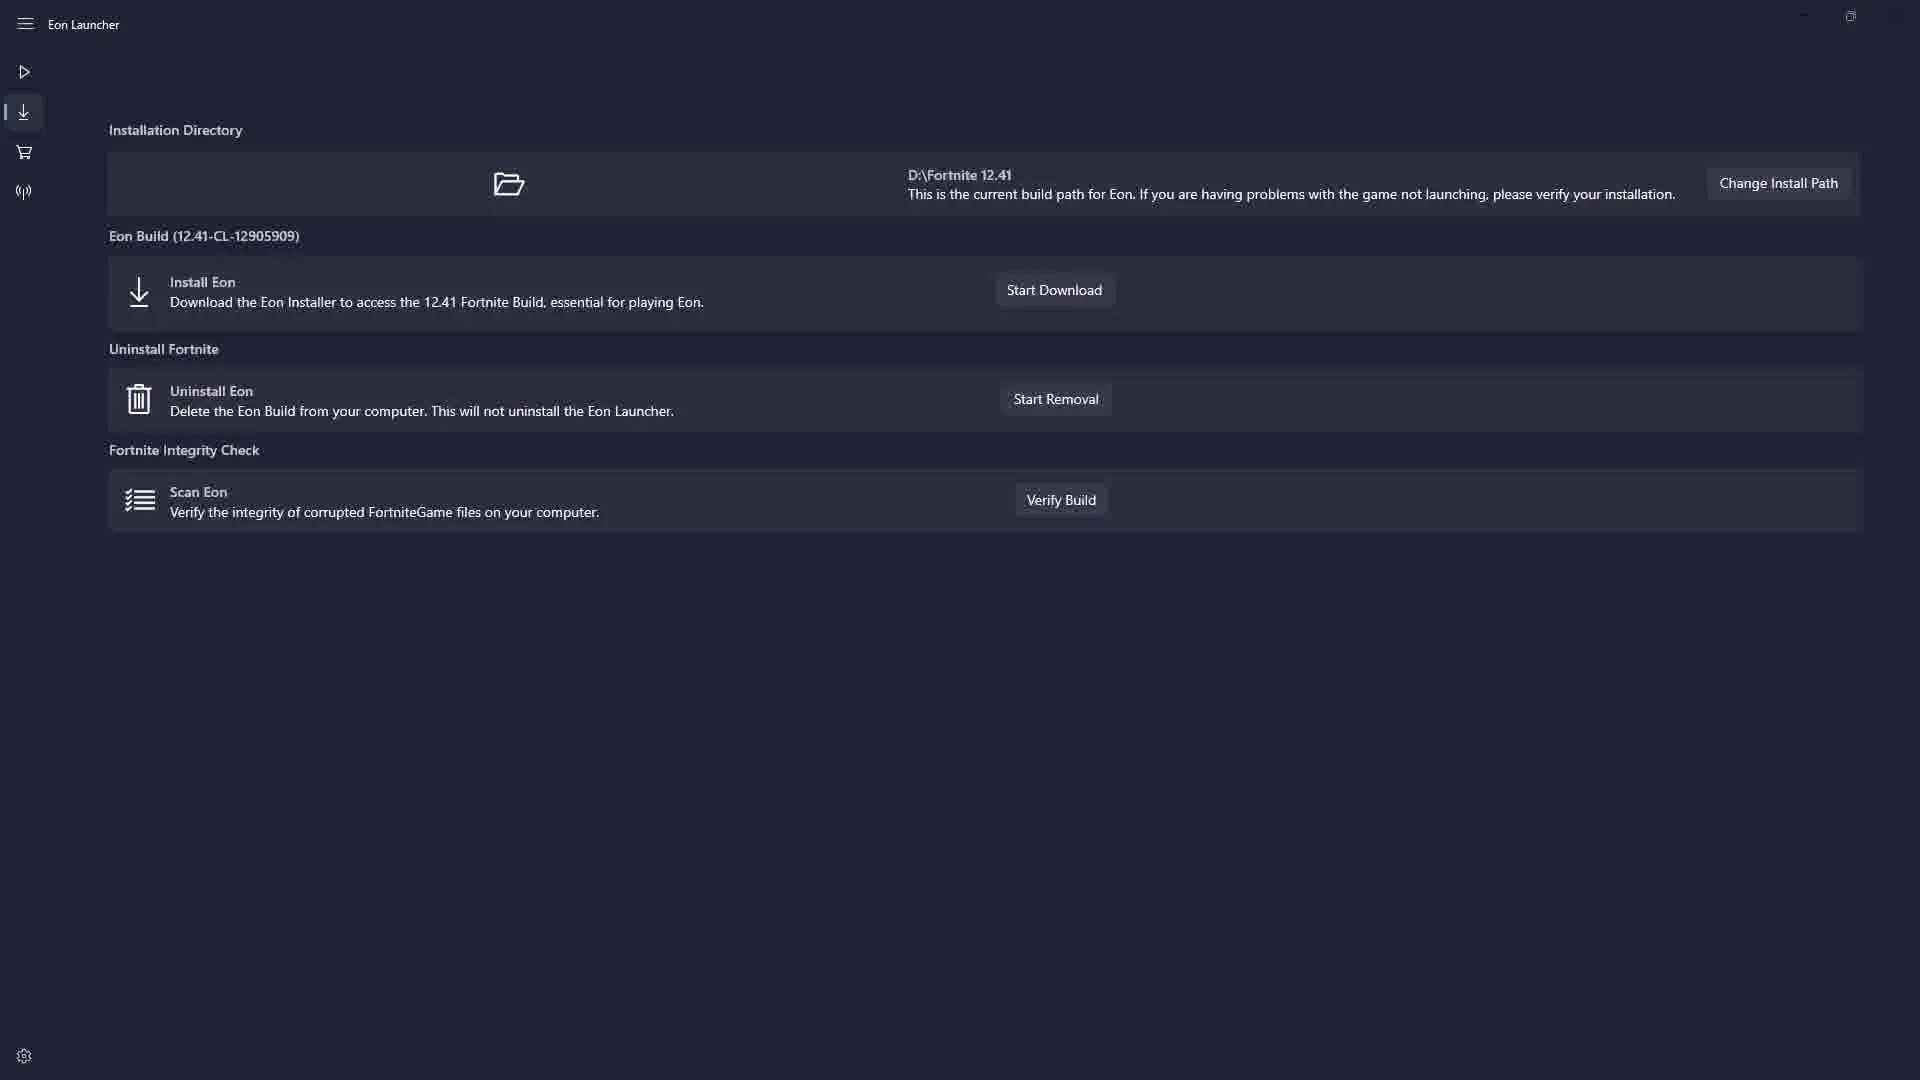 Eon Launcher
Installation Directory
D:\Fortnite 12.41
This is the current build path for Eon. If you are having problems with the game not launching, please verify your installation.
Change Install Path
Eon Build (12.41-CL-12905909)
Install Eon
Download the Eon Installer to access the 12.41 Fortnite Build, essential for playing Eon.
Start Download
Uninstall Fortnite
Uninstall Eon
Delete the Eon Build from your computer. This will not uninstall the Eon Launcher.
Start Removal
Fortnite Integrity Check
Scan Eon
Verify the integrity of corrupted FortniteGame files on your computer.
Verify Build